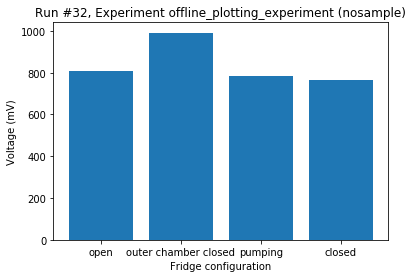 Run #32, Experiment offline_plotting_experiment (nosample)
1000
800
600
400
200
0
Voltage (mV)
open outer chamber closed pumping closed
Fridge configuration